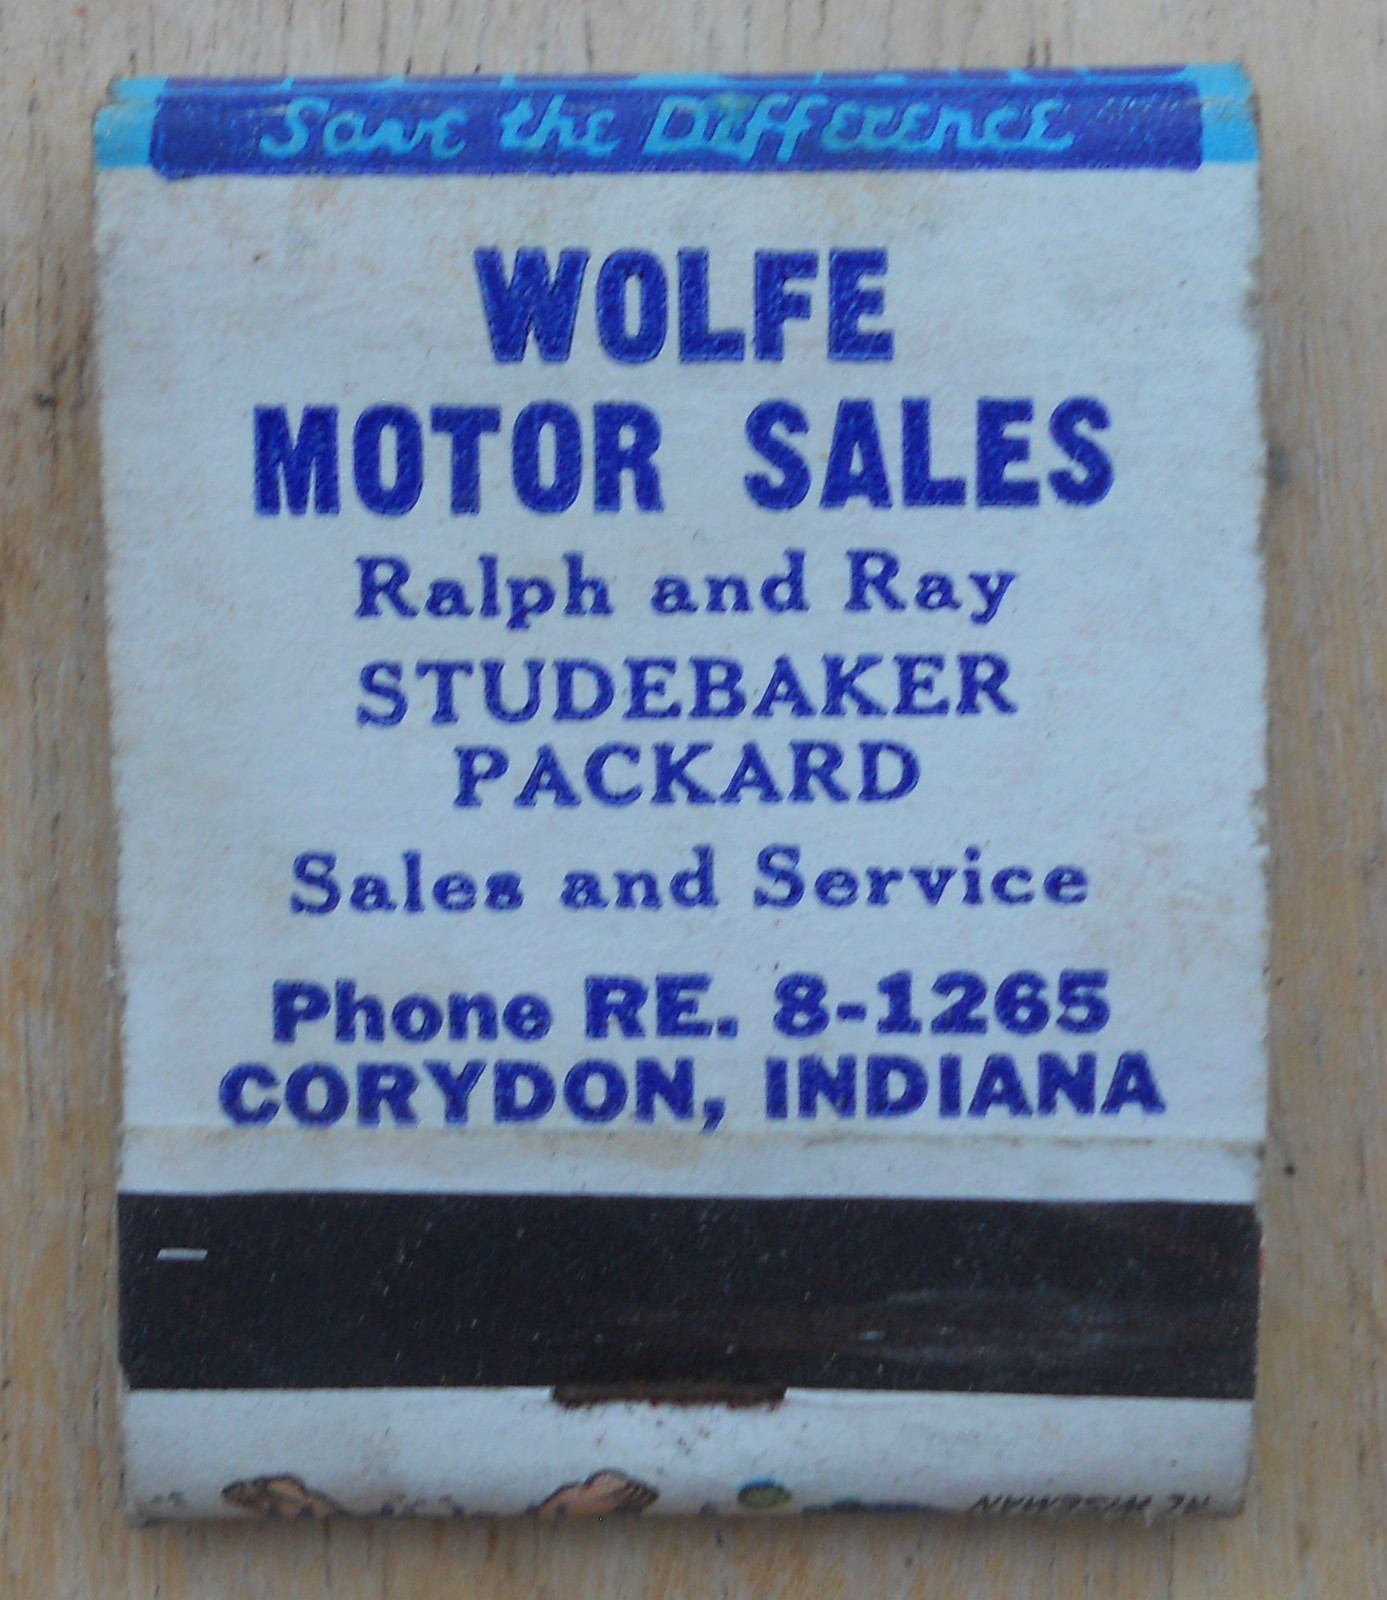 Save the Difference
WOLFE
MOTOR SALES
Ralph and Ray
STUDEBAKER
PACKARD
Sales and Service
Phone RE. 8-1265
CORYDON, INDIANA